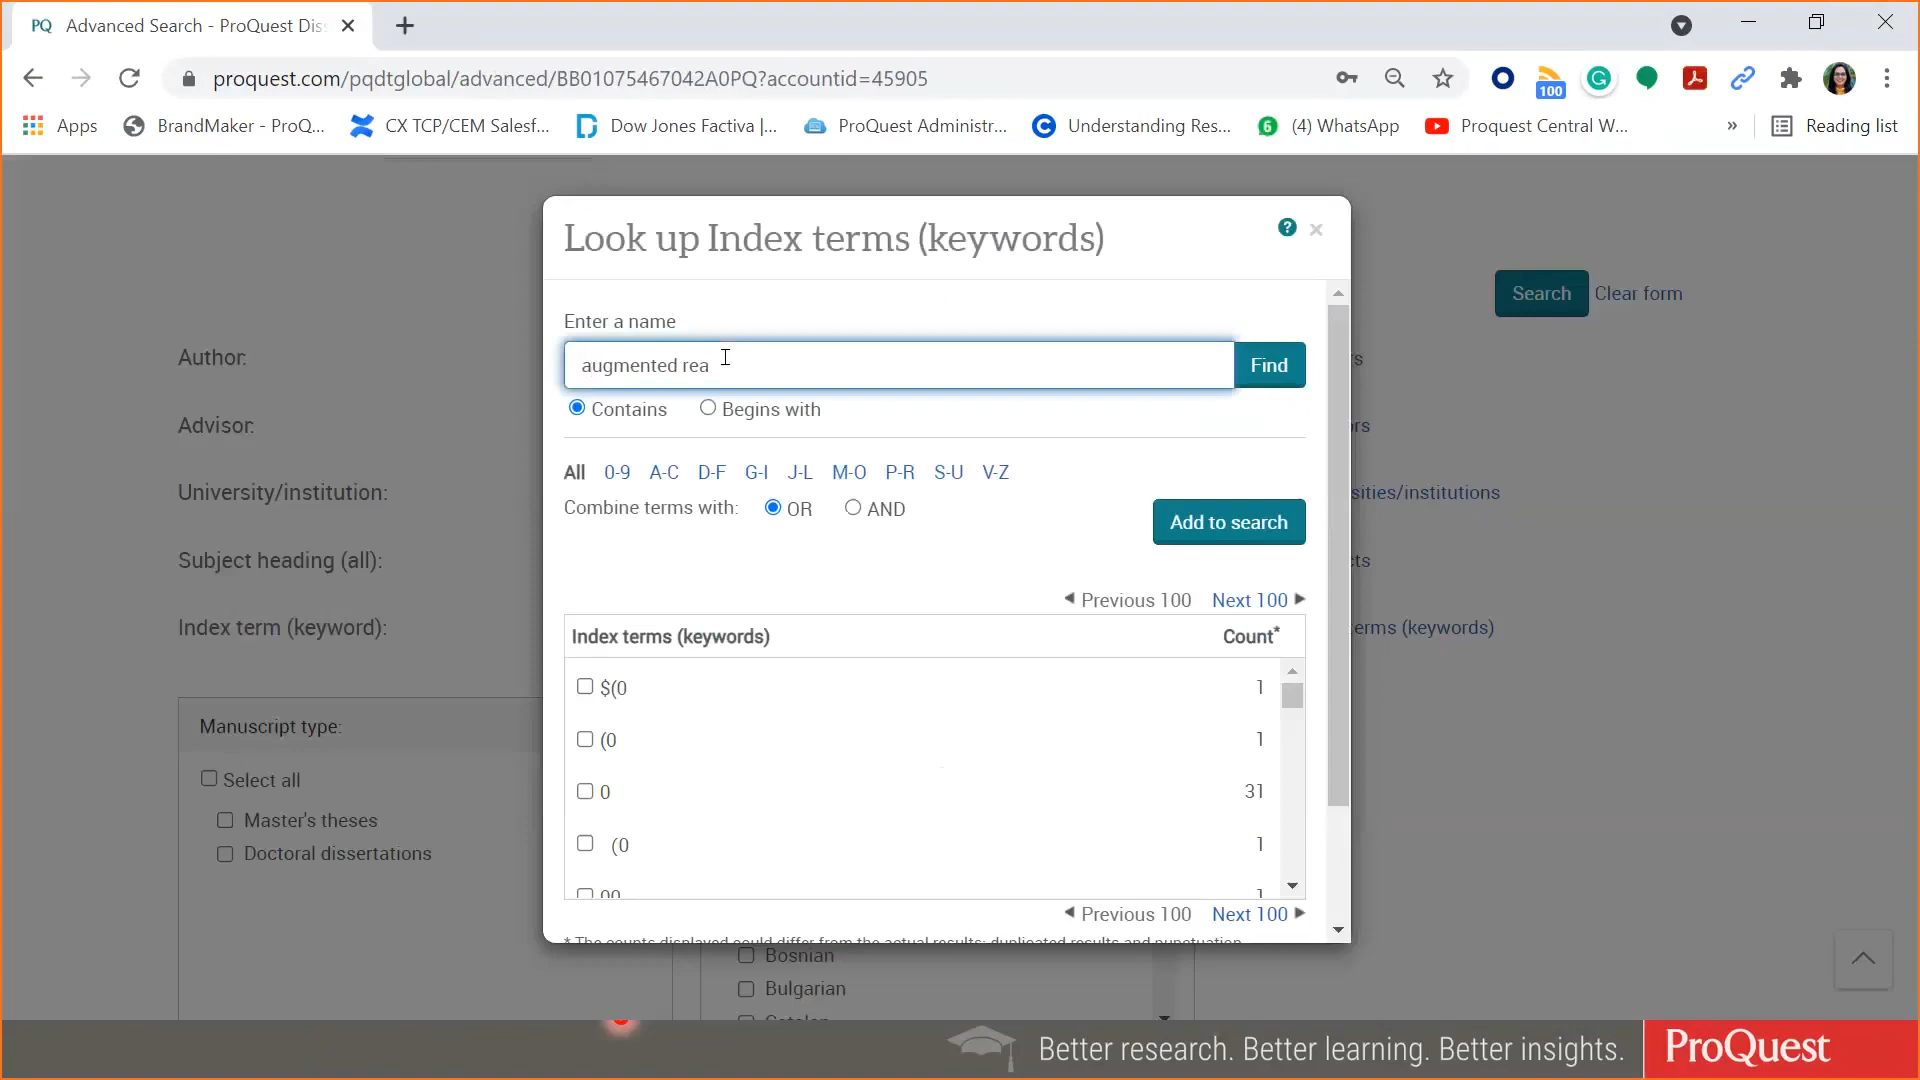 PQ Advanced Search - ProQuest Dis
proquest.com/pqdtglobal/advanced/BB01075467042A0PQ?accountid=45905
100
Apps
BrandMaker - ProQ...
CX TCP/CEM Salesf...
Dow Jones Factiva |...
ProQuest Administr...
Understanding Res...
6 (4) WhatsApp
Proquest Central W...
»
Reading list
Look up Index terms (keywords)
?
Search Clear form
Enter a name
augmented rea
Find
Contains Begins with
All 0-9 A-C D-F G-I J-L M-O P-R S-U V-Z
Combine terms with: OR AND
Add to search
Previous 100 Next 100
Index terms (keywords) Count*
$(0 1
(0 1
0 31
(0 1
00 1
Previous 100 Next 100
* The counts displayed could differ from the actual results: duplicated results and punctuation
Author:
rs
Advisor:
ors
University/institution:
sities/institutions
Subject heading (all):
cts
Index term (keyword):
erms (keywords)
Manuscript type:
Select all
Master's theses
Doctoral dissertations
Bosnian
Bulgarian
Catalan
Better research. Better learning. Better insights.
ProQuest